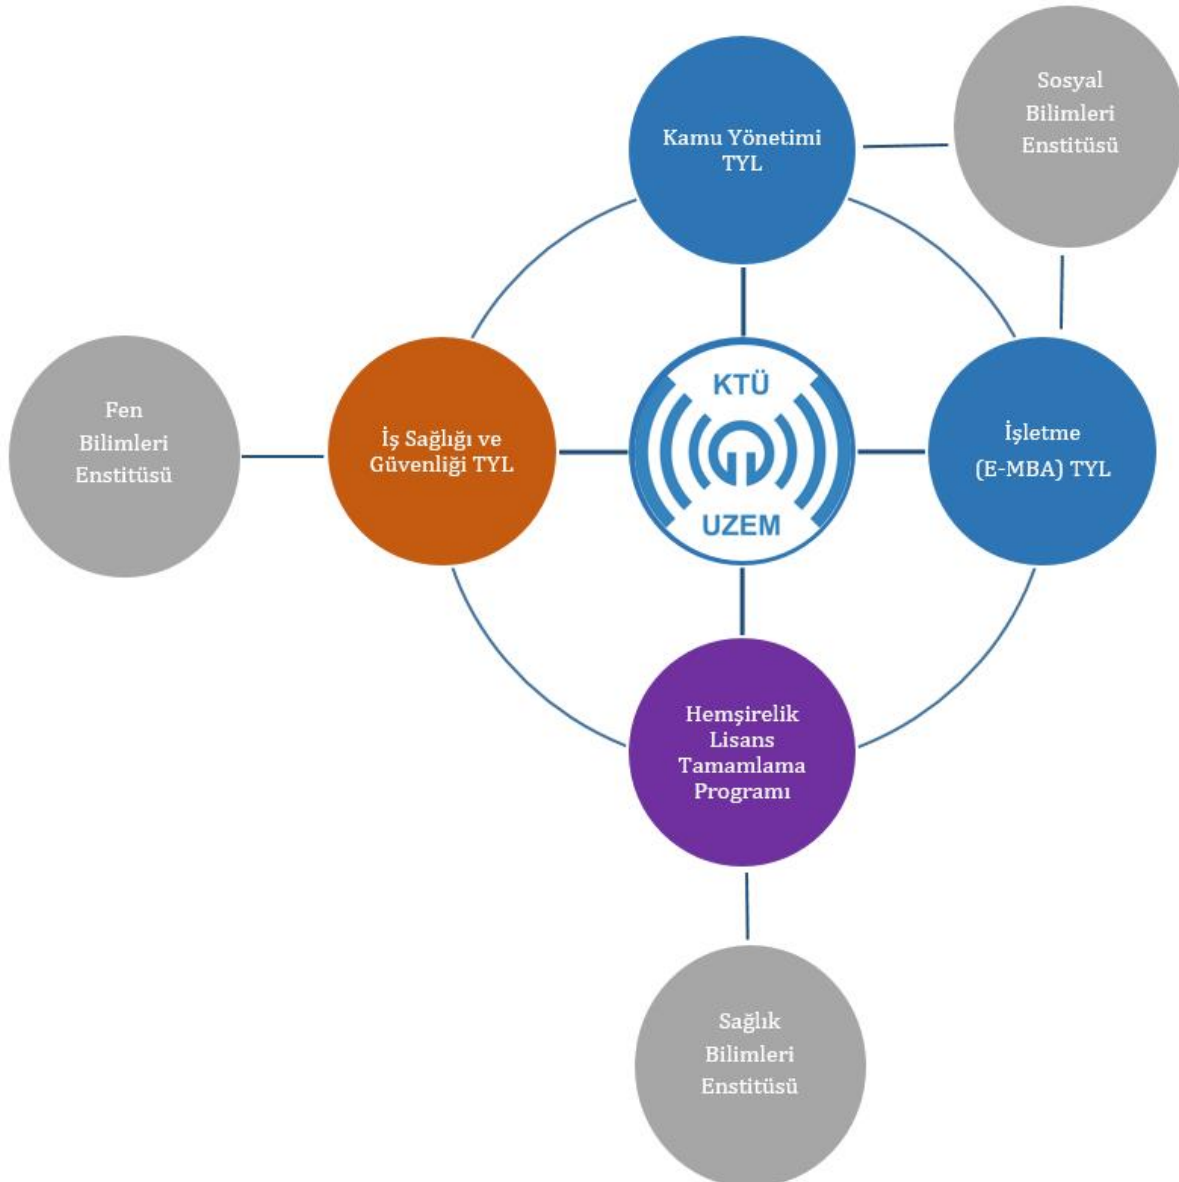 Sosyal
Bilimleri
Enstitüsü
Kamu Yönetimi
TYL
Fen
Bilimleri
Enstitüsü
İş Sağlığı ve
Güvenliği TYL
KTÜ
UZEM
İşletme
(E-MBA) TYL
Hemşirelik
Lisans
Tamamlama
Programı
Sağlık
Bilimleri
Enstitüsü